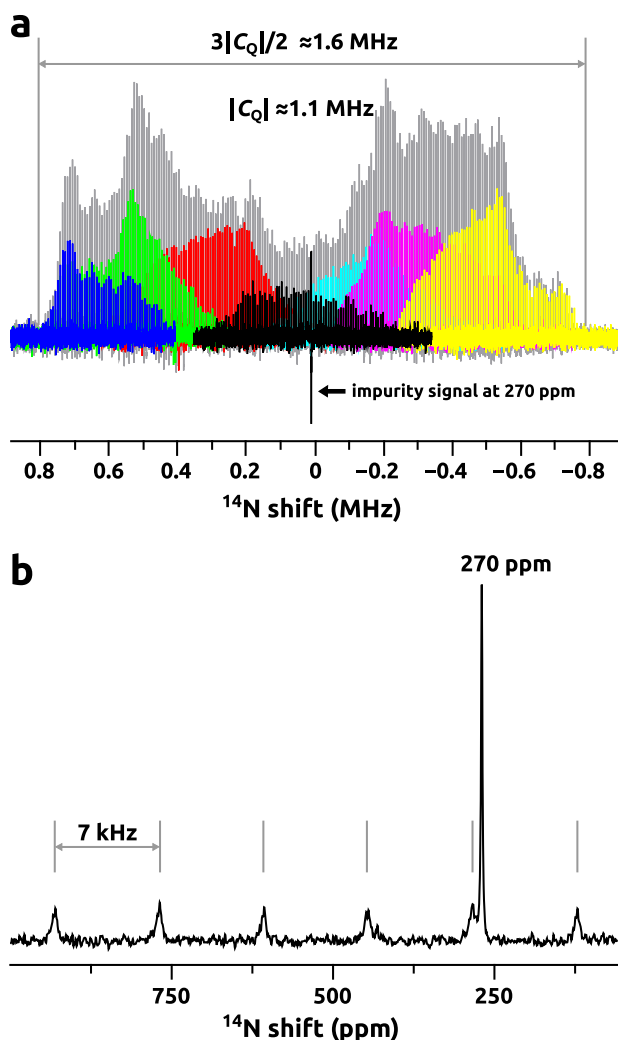 a
3|C_Q|/2 ≈1.6 MHz
|C_Q| ≈1.1 MHz
impurity signal at 270 ppm
0.8 0.6 0.4 0.2 0 −0.2 −0.4 −0.6 −0.8
¹⁴N shift (MHz)
b
270 ppm
7 kHz
750 500 250
¹⁴N shift (ppm)